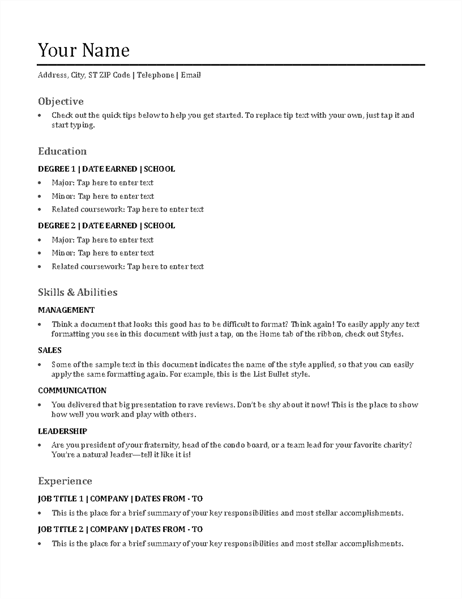 Your Name
Address, City, ST ZIP Code | Telephone | Email
Objective
• Check out the quick tips below to help you get started. To replace tip text with your own, just tap it and
start typing.
Education
DEGREE 1 | DATE EARNED | SCHOOL
• Major: Tap here to enter text
• Minor: Tap here to enter text
• Related coursework: Tap here to enter text
DEGREE 2 | DATE EARNED | SCHOOL
• Major: Tap here to enter text
• Minor: Tap here to enter text
• Related coursework: Tap here to enter text
Skills & Abilities
MANAGEMENT
• Think a document that looks this good has to be difficult to format? Think again! To easily apply any text
formatting you see in this document with just a tap, on the Home tab of the ribbon, check out Styles.
SALES
• Some of the sample text in this document indicates the name of the style applied, so that you can easily
apply the same formatting again. For example, this is the List Bullet style.
COMMUNICATION
• You delivered that big presentation to rave reviews. Don't be shy about it now! This is the place to show
how well you work and play with others.
LEADERSHIP
• Are you president of your fraternity, head of the condo board, or a team lead for your favorite charity?
You're a natural leader—tell it like it is!
Experience
JOB TITLE 1 | COMPANY | DATES FROM - TO
• This is the place for a brief summary of your key responsibilities and most stellar accomplishments.
JOB TITLE 2 | COMPANY | DATES FROM - TO
• This is the place for a brief summary of your key responsibilities and most stellar accomplishments.